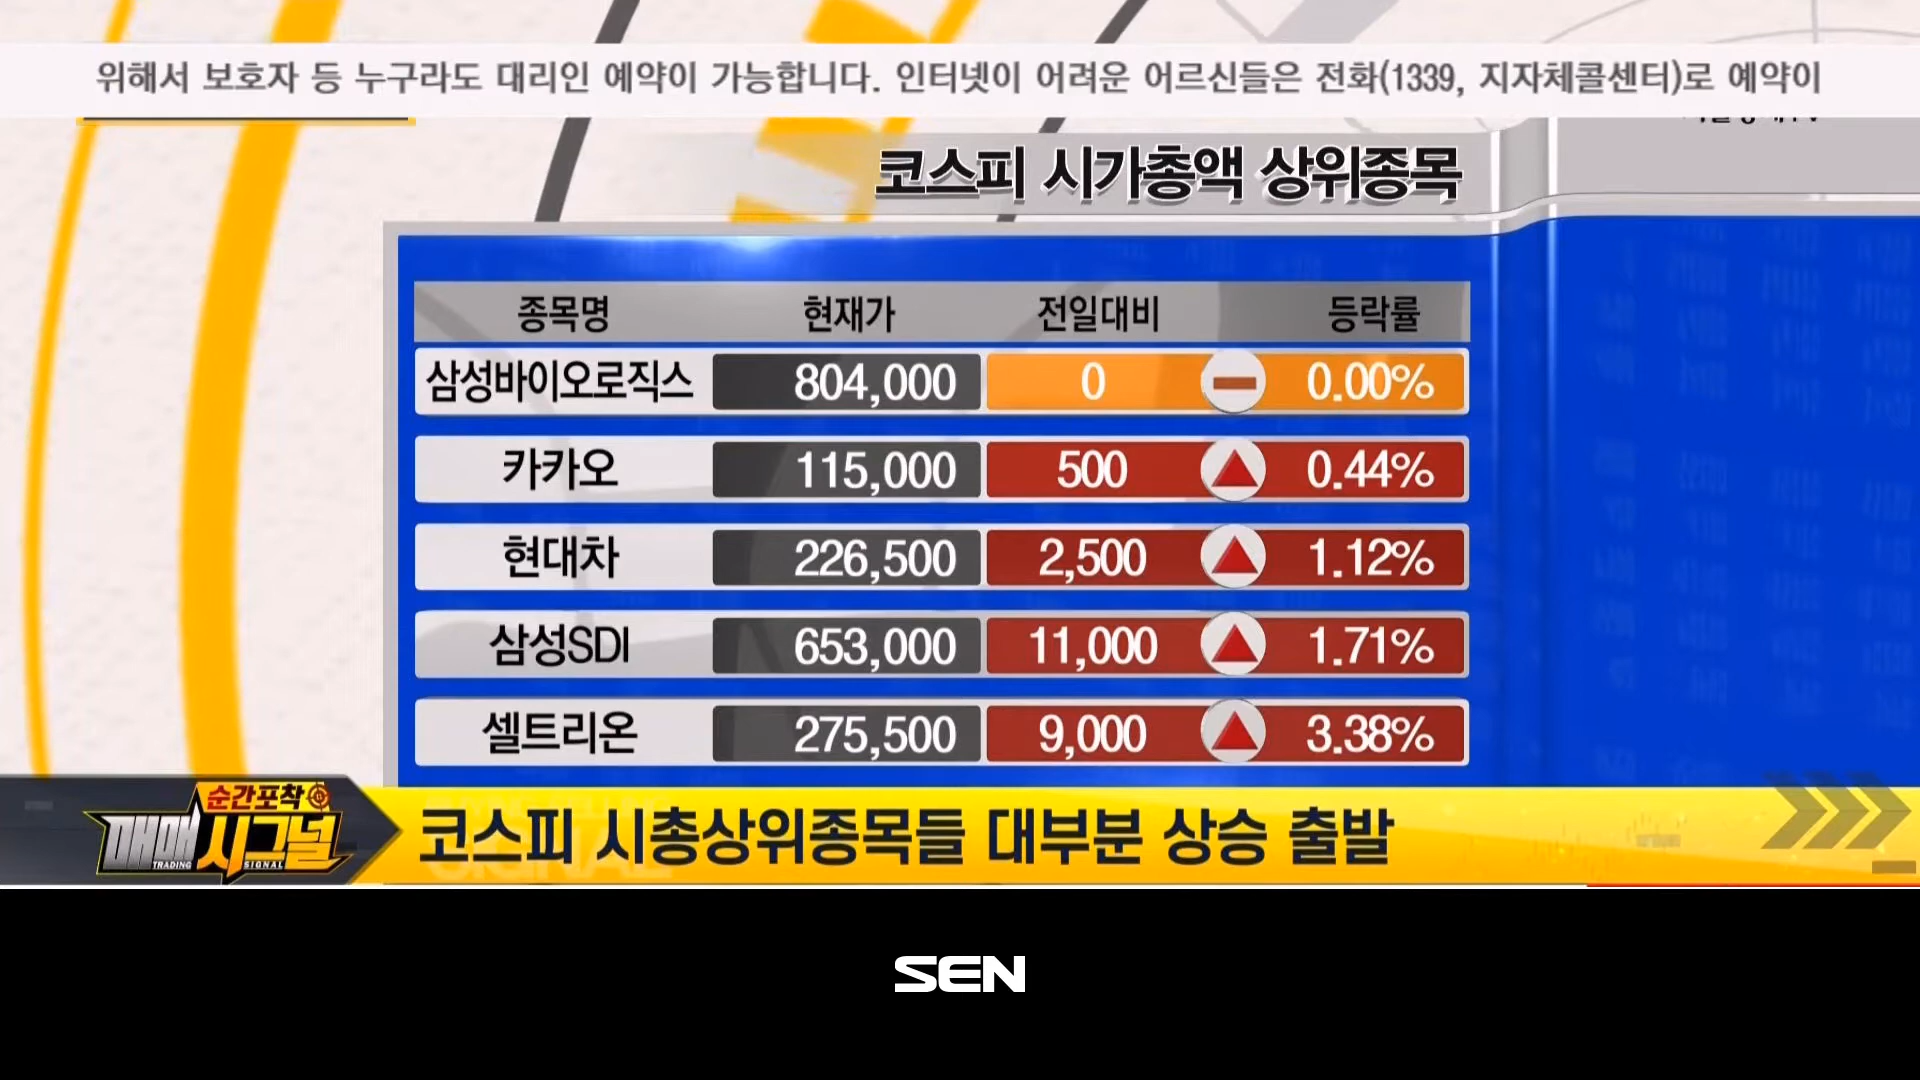 위해서 보호자 등 누구라도 대리인 예약이 가능합니다. 인터넷이 어려운 어르신들은 전화(1339, 지자체콜센터)로 예약이
코스피 시가총액 상위종목
종목명 현재가 전일대비 등락률
삼성바이오로직스 804,000 0 0.00%
카카오 115,000 500 0.44%
현대차 226,500 2,500 1.12%
삼성SDI 653,000 11,000 1.71%
셀트리온 275,500 9,000 3.38%
순간포착
매매 시그널
TRADING SIGNAL
코스피 시총상위종목들 대부분 상승 출발
SEN